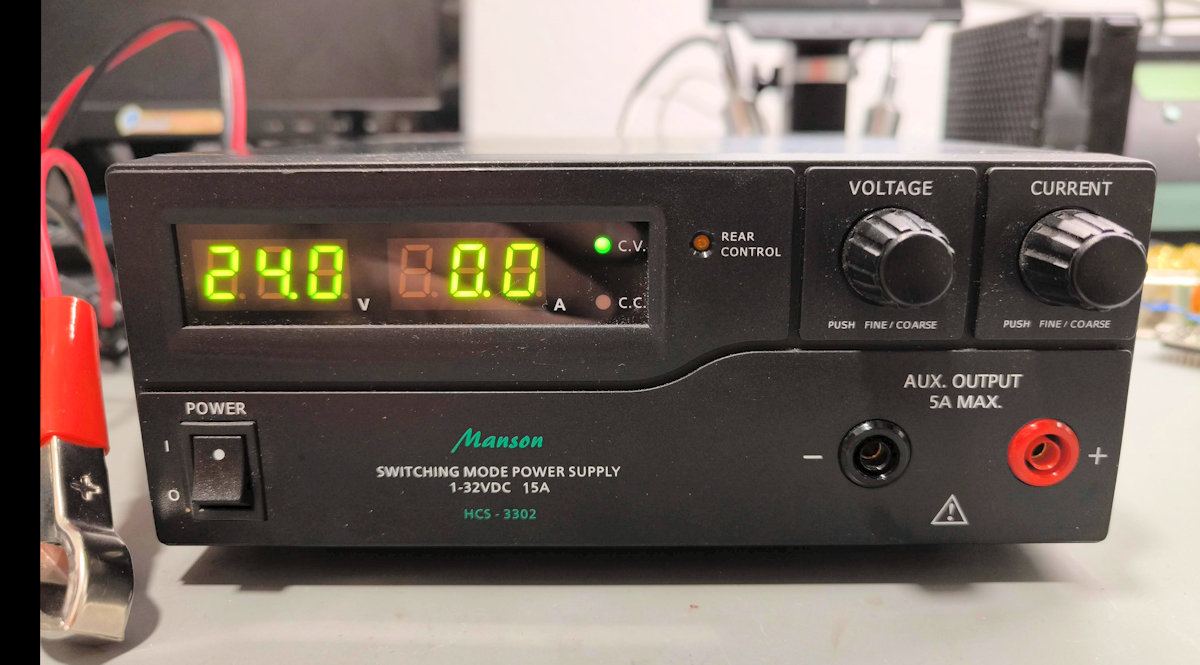 VOLTAGE
CURRENT
24.0 V
0.0 A
C.V.
C.C.
REAR
CONTROL
PUSH FINE / COARSE
PUSH FINE / COARSE
AUX. OUTPUT
5A MAX.
POWER
I
O
Manson
SWITCHING MODE POWER SUPPLY
1-32VDC 15A
HCS - 3302
− +